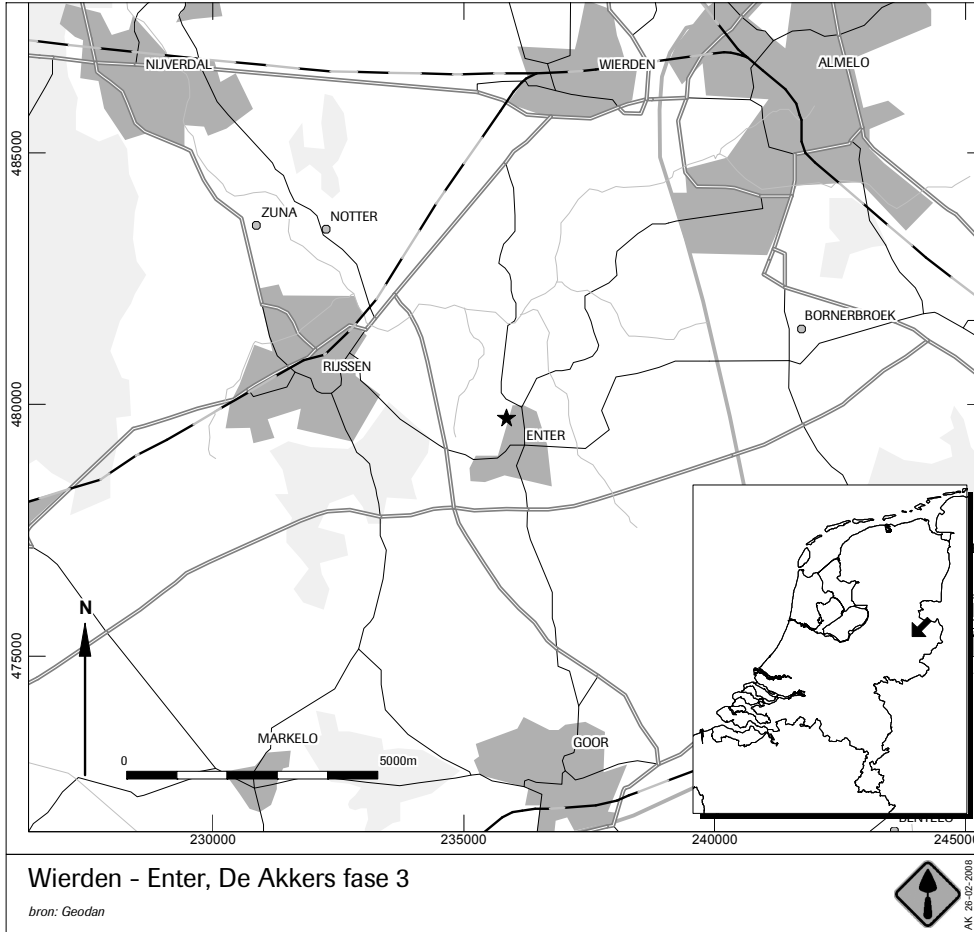 NIJVERDAL
WIERDEN
ALMELO
485000
ZUNA
NOTTER
BORNERBROEK
RIJSSEN
480000
ENTER
N
475000
MARKELO
GOOR
0
5000m
BENTELO
230000
235000
240000
245000
Wierden - Enter, De Akkers fase 3
bron: Geodan
AK 26-02-2008